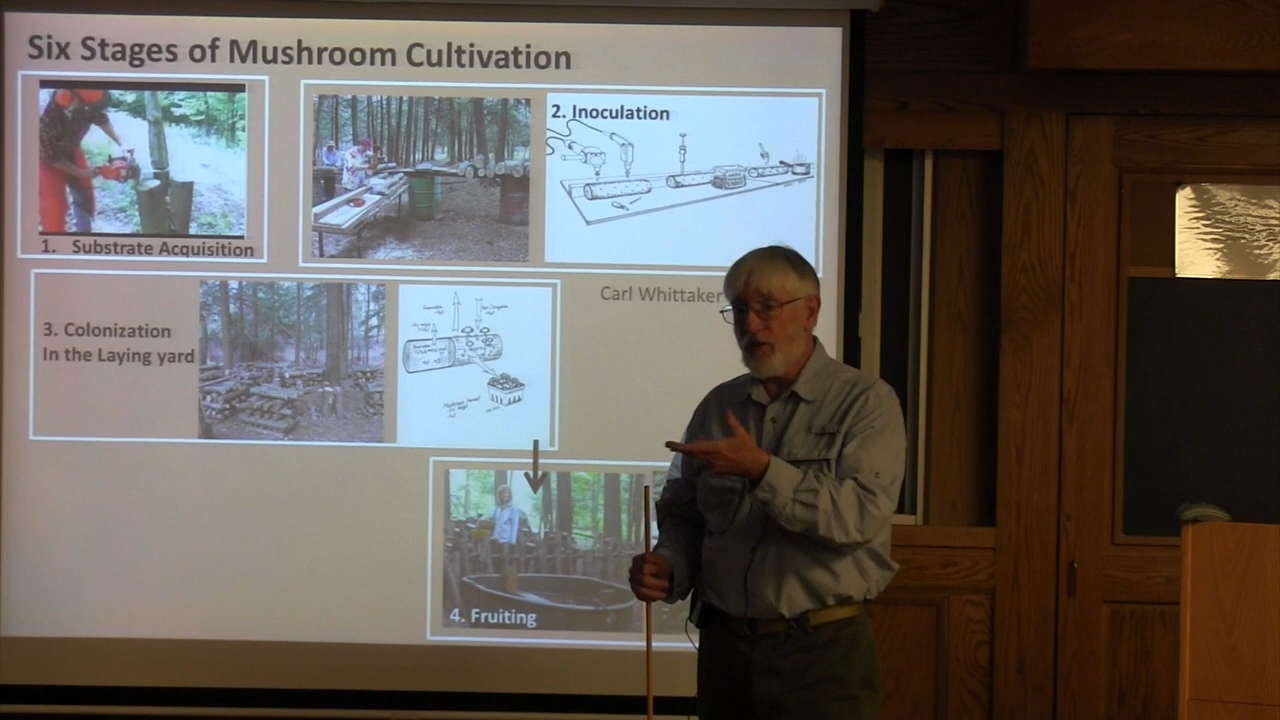 Six Stages of Mushroom Cultivation
1. Substrate Acquisition
2. Inoculation
Carl Whittaker
3. Colonization
In the Laying yard
4. Fruiting